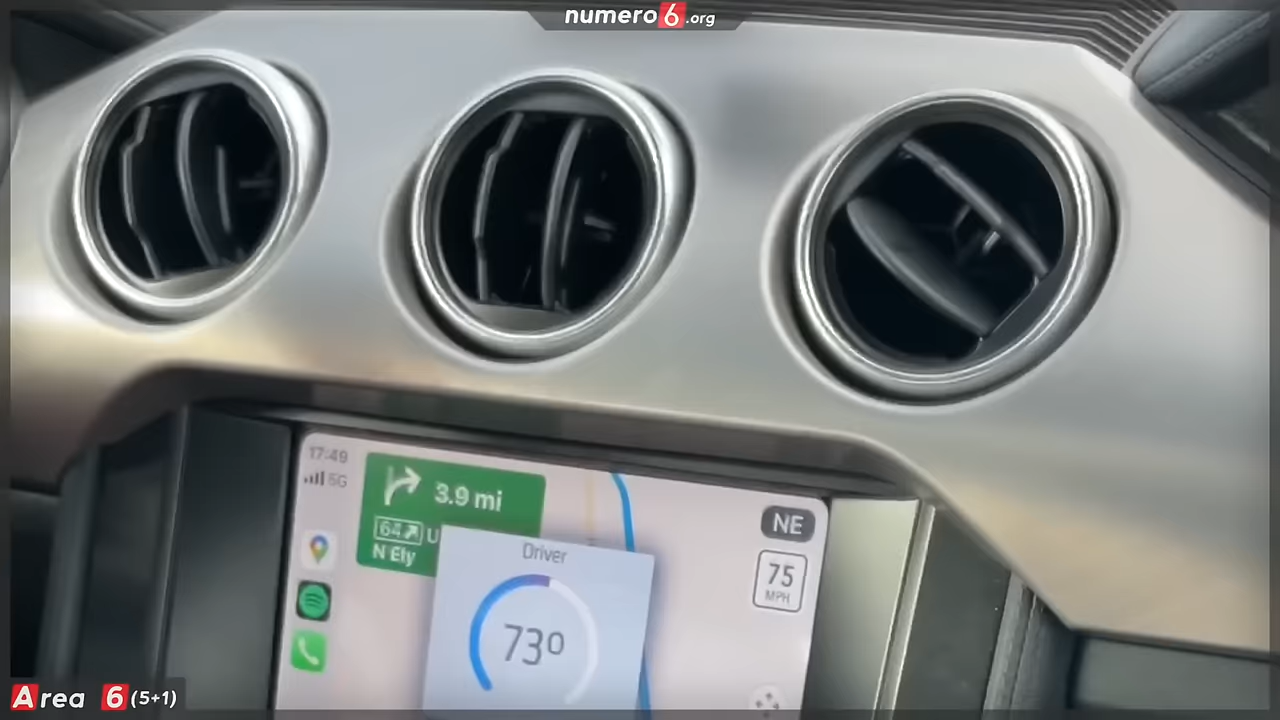 numero6.org
17:49
5G
3.9 mi
64 U
N Ely
Driver
73°
NE
75
MPH
Area 6 (5+1)